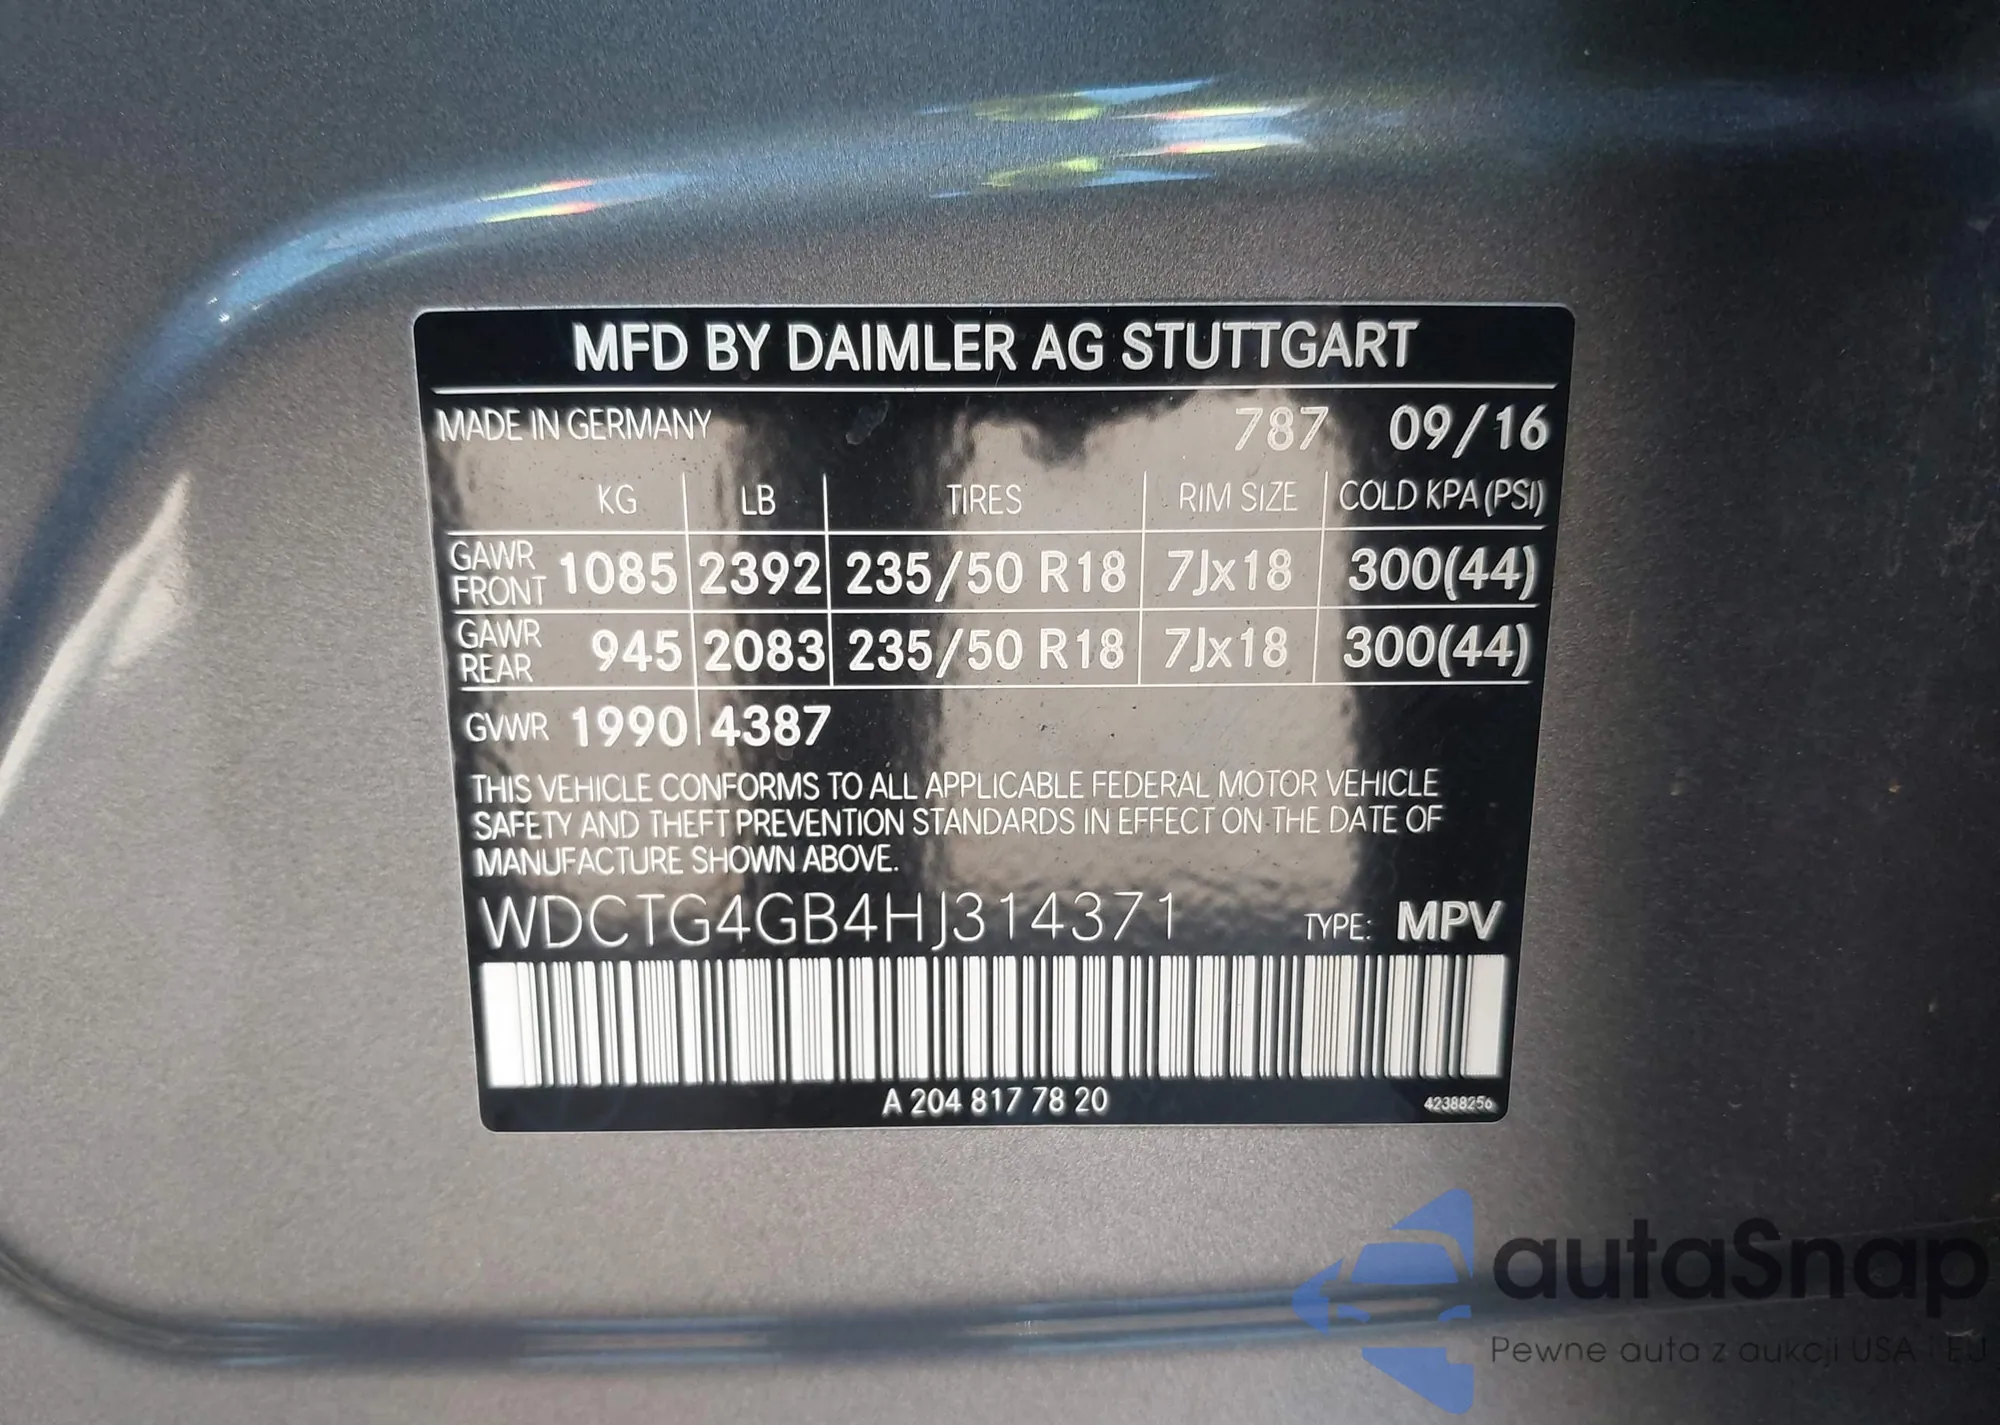 MFD BY DAIMLER AG STUTTGART
MADE IN GERMANY 787 09/16
KG LB TIRES RIM SIZE COLD KPA (PSI)
GAWR FRONT 1085 2392 235/50 R18 7Jx18 300(44)
GAWR REAR 945 2083 235/50 R18 7Jx18 300(44)
GVWR 1990 4387
THIS VEHICLE CONFORMS TO ALL APPLICABLE FEDERAL MOTOR VEHICLE
SAFETY AND THEFT PREVENTION STANDARDS IN EFFECT ON THE DATE OF
MANUFACTURE SHOWN ABOVE.
WDCTG4GB4HJ314371 TYPE: MPV
A 204 817 78 20 42388256
autaSnap
Pewne auta z aukcji USA i EU